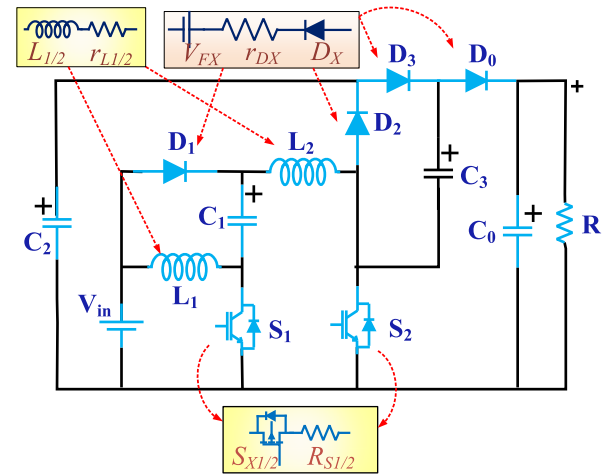 L1/2 rL1/2
VFX rDX DX
D3 D0
+
D1 L2 D2
+ + C3
+ C1 + C0 R
C2
L1
Vin
S1 S2
SX1/2 RS1/2